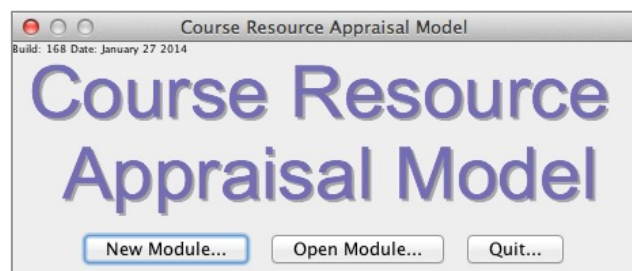 Course Resource Appraisal Model
Build: 168 Date: January 27 2014
Course Resource
Appraisal Model
New Module... Open Module... Quit...